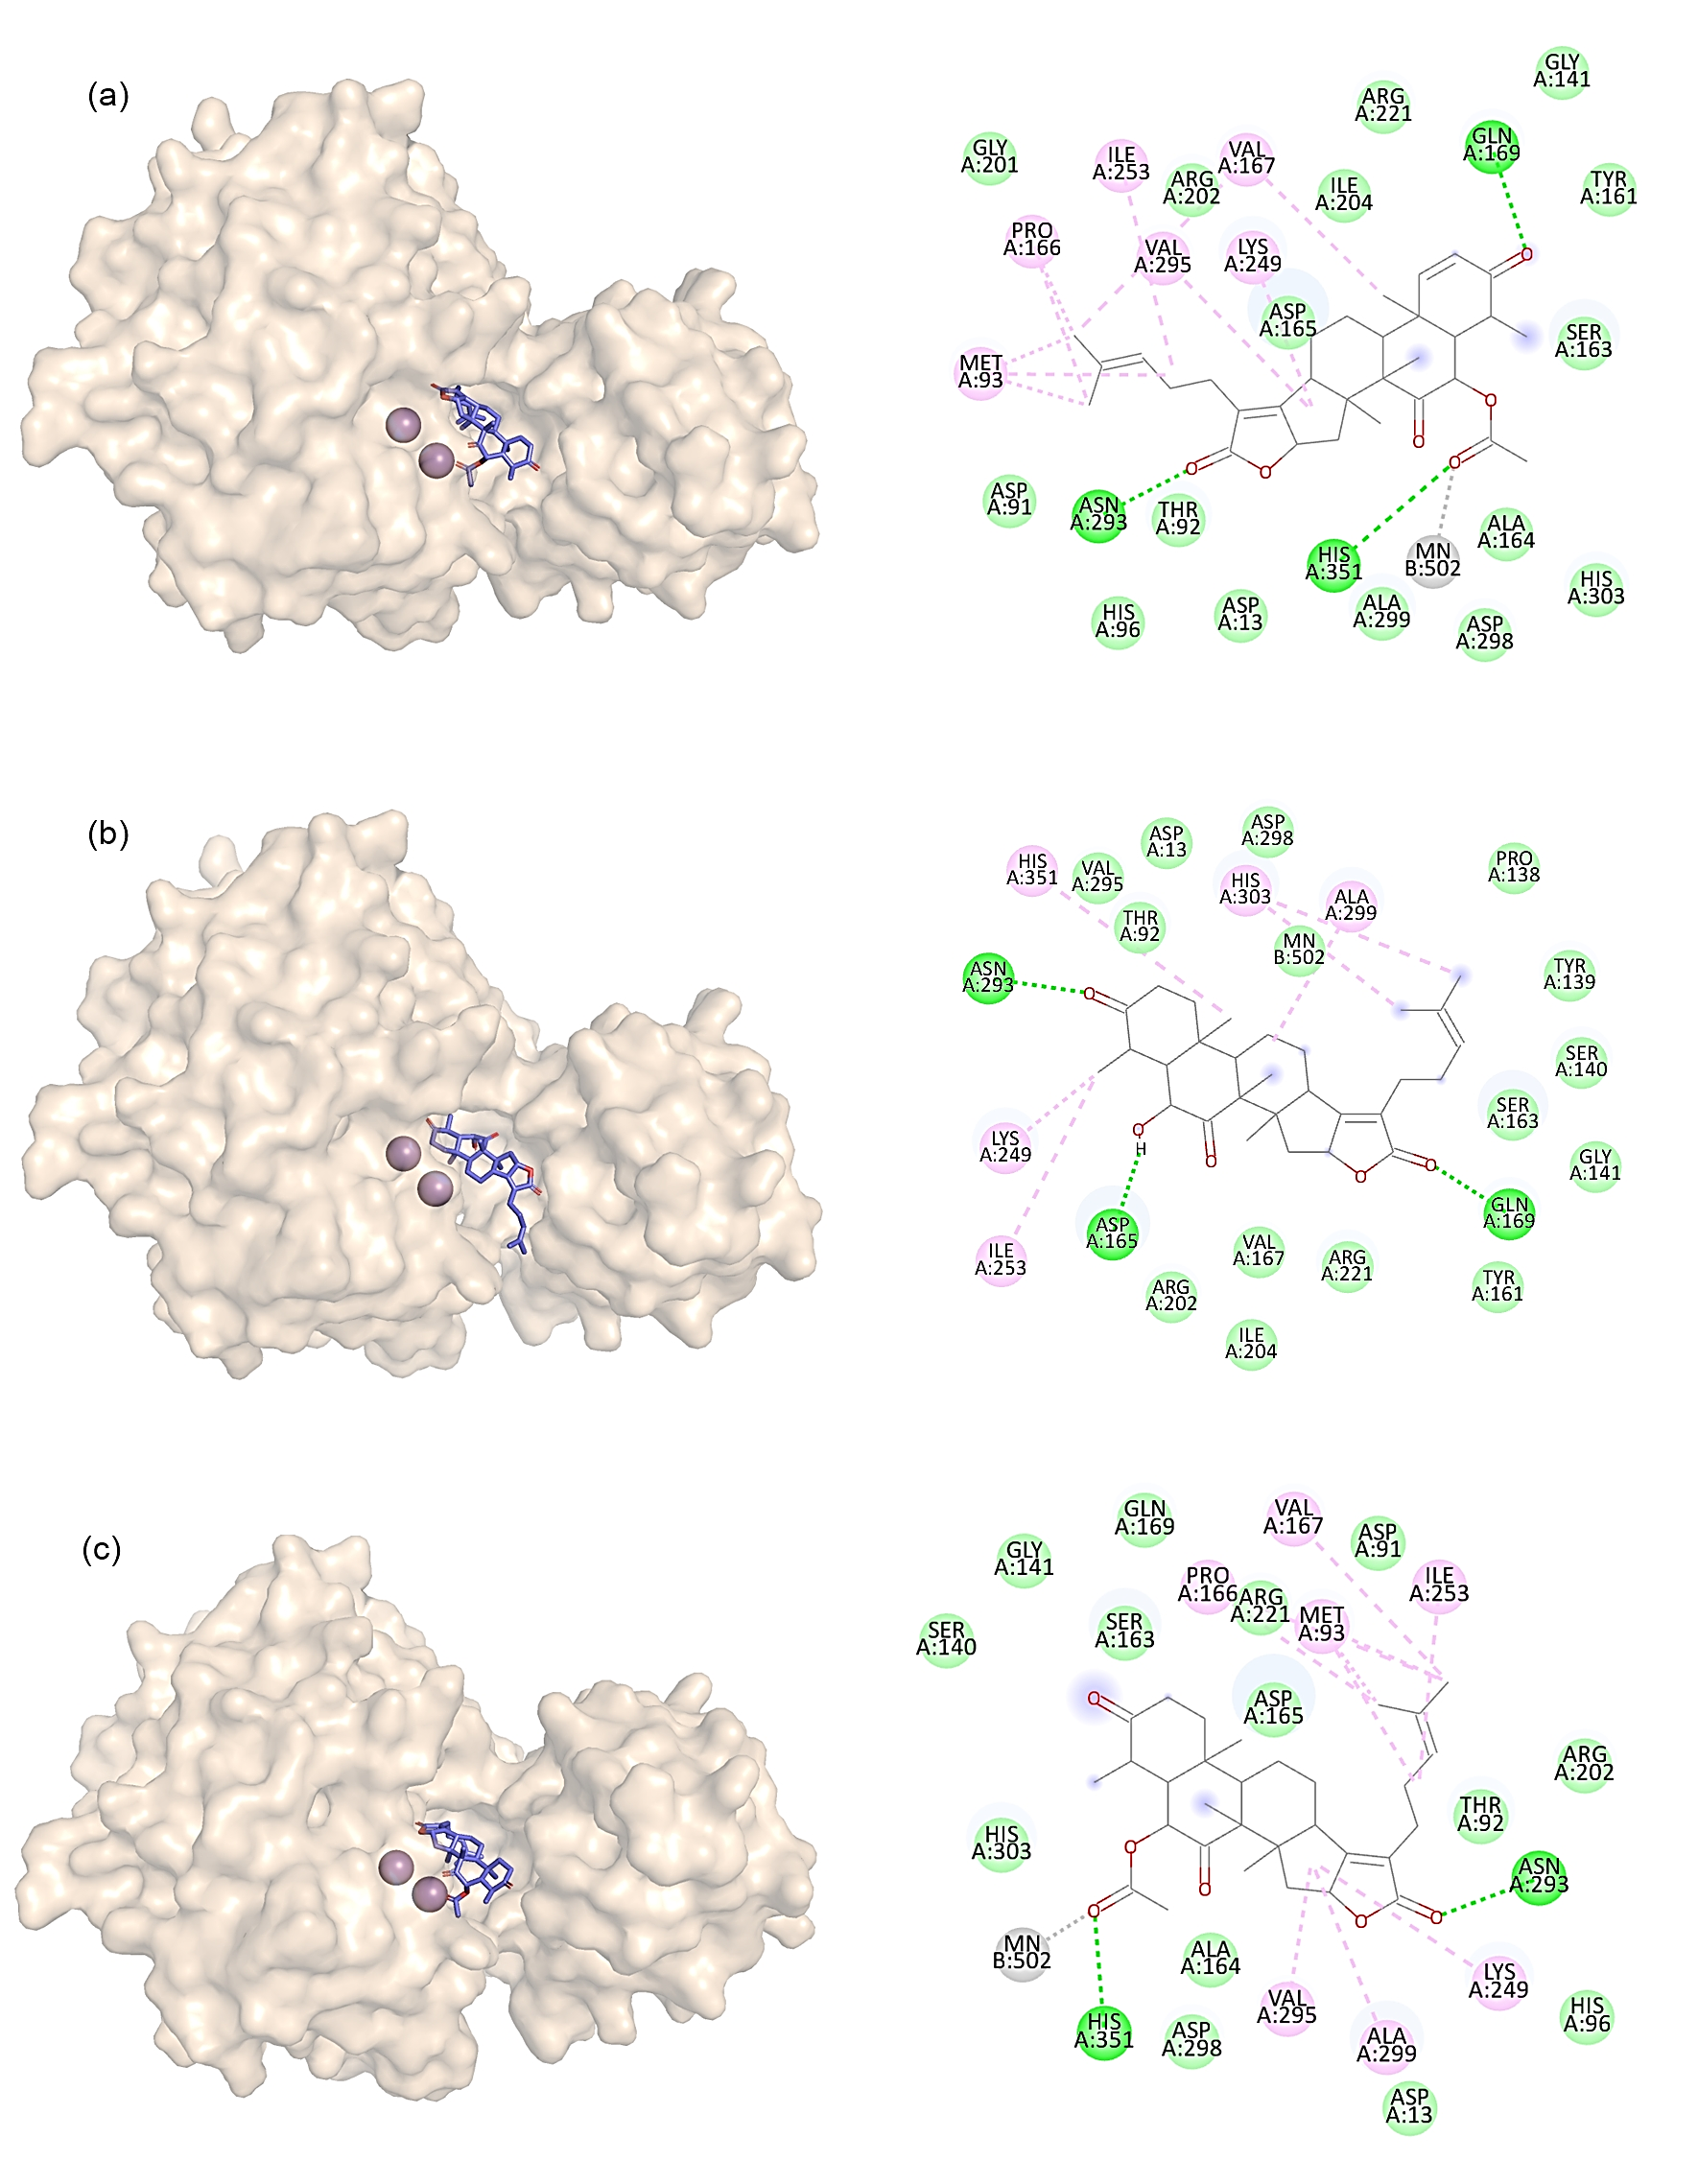 (a)
GLY
A:141
ARG
A:221
GLN
A:169
GLY
A:201
ILE
A:253
VAL
A:167
ARG
A:202
ILE
A:204
TYR
A:161
PRO
A:166
VAL
A:295
LYS
A:249
O
ASP
A:165
SER
A:163
MET
A:93
O
O
O
O
O
ASP
A:91
ASN
A:293
THR
A:92
ALA
A:164
HIS
A:351
MN
B:502
HIS
A:303
HIS
A:96
ASP
A:13
ALA
A:299
ASP
A:298
(b)
ASP
A:13
ASP
A:298
HIS
A:351
VAL
A:295
HIS
A:303
ALA
A:299
PRO
A:138
THR
A:92
MN
B:502
ASN
A:293
O
TYR
A:139
SER
A:140
SER
A:163
LYS
A:249
O
H
O
O
O
GLY
A:141
GLN
A:169
ASP
A:165
ILE
A:253
VAL
A:167
ARG
A:221
TYR
A:161
ARG
A:202
ILE
A:204
(c)
GLN
A:169
VAL
A:167
ASP
A:91
GLY
A:141
PRO
A:166
ARG
A:221
ILE
A:253
SER
A:140
SER
A:163
MET
A:93
O
ASP
A:165
ARG
A:202
THR
A:92
HIS
A:303
O
O
O
O
O
ASN
A:293
MN
B:502
ALA
A:164
LYS
A:249
VAL
A:295
HIS
A:351
ASP
A:298
ALA
A:299
HIS
A:96
ASP
A:13